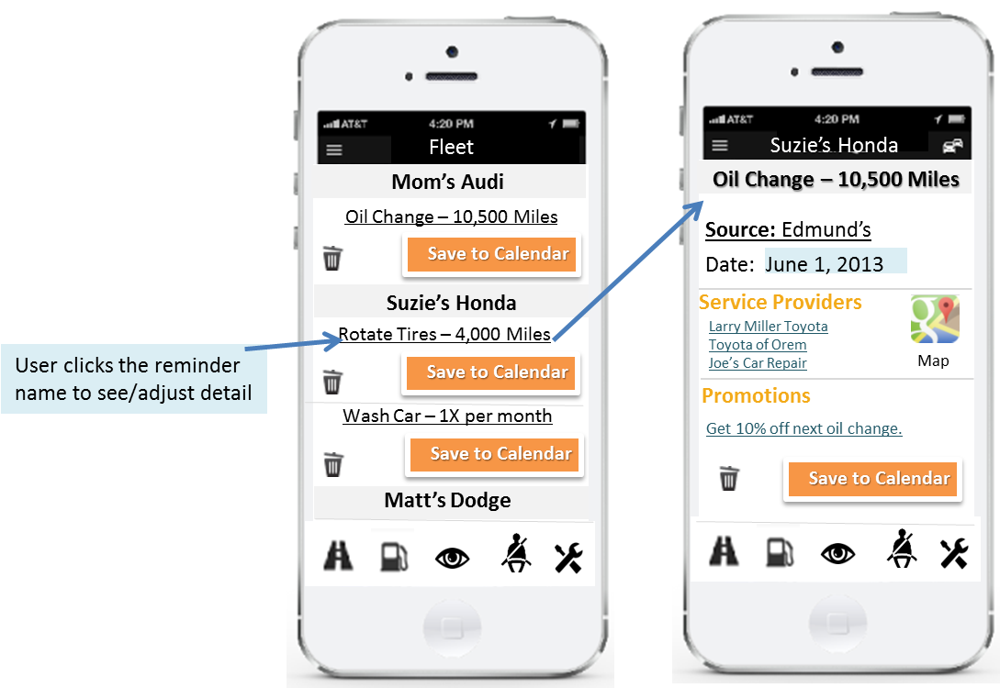 User clicks the reminder
name to see/adjust detail
AT&T 4:20 PM
Fleet
Mom's Audi
Oil Change – 10,500 Miles
Save to Calendar
Suzie's Honda
Rotate Tires – 4,000 Miles
Save to Calendar
Wash Car – 1X per month
Save to Calendar
Matt's Dodge
AT&T 4:20 PM
Suzie's Honda
Oil Change – 10,500 Miles
Source: Edmund's
Date: June 1, 2013
Service Providers
Larry Miller Toyota
Toyota of Orem
Joe's Car Repair
g
Map
Promotions
Get 10% off next oil change.
Save to Calendar